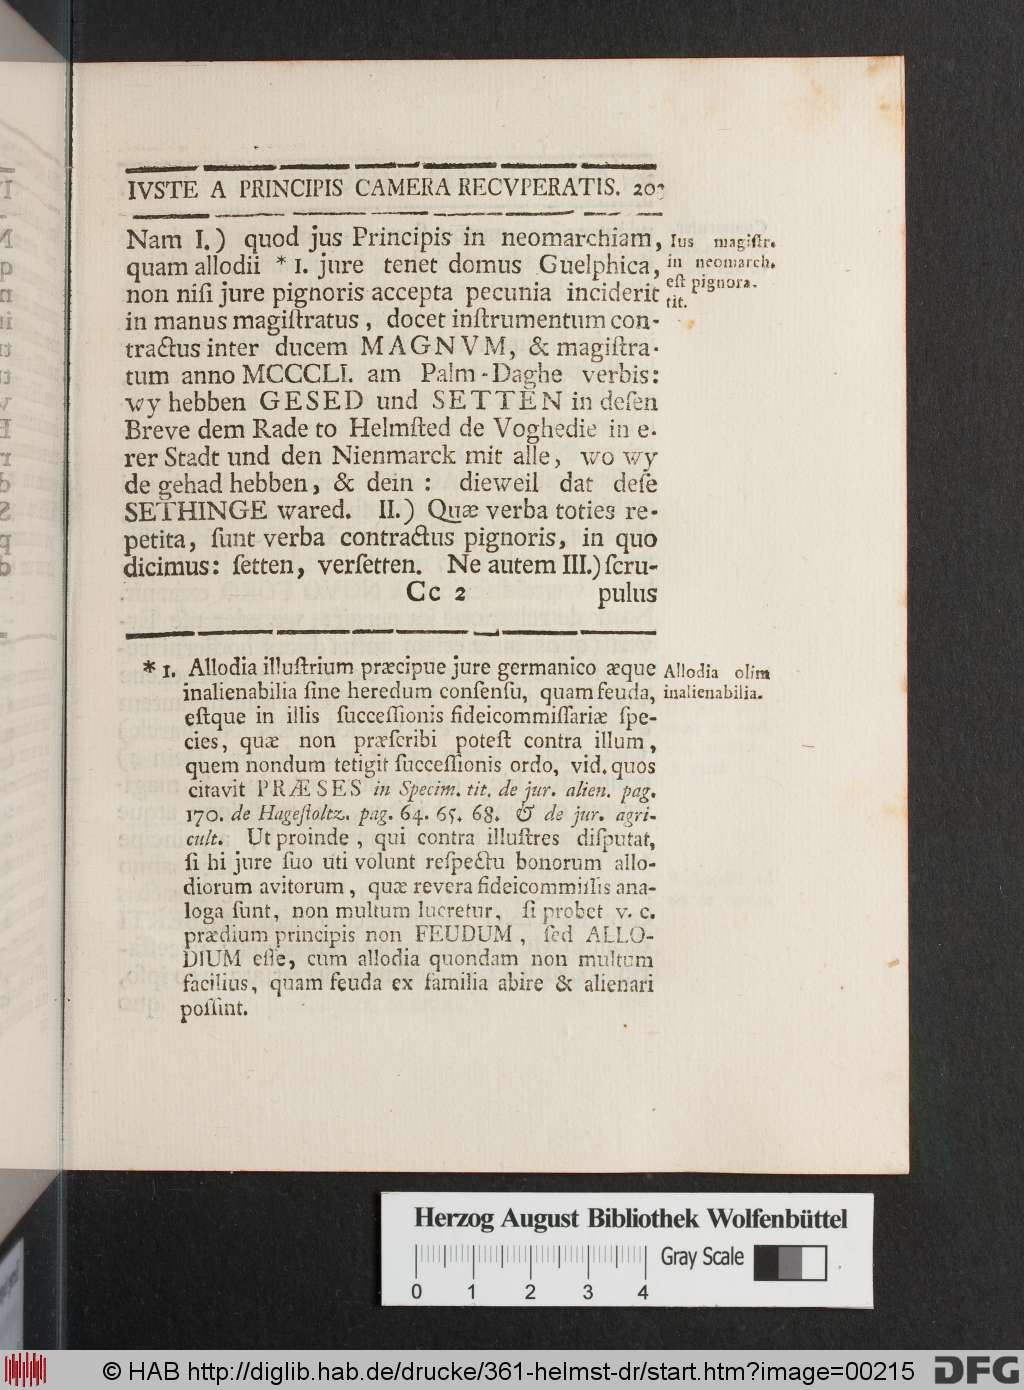 IVSTE A PRINCIPIS CAMERA RECVPERATIS. 203
Nam I.) quod jus Principis in neomarchiam,
quam allodii * 1. jure tenet domus Guelphica,
non niſi jure pignoris accepta pecunia inciderit
in manus magiſtratus, docet inſtrumentum con-
tractus inter ducem MAGNVM, & magiſtra-
tum anno MCCCLI. am Palm-Daghe verbis:
wy hebben GESED und SETTEN in deſen
Breve dem Rade to Helmſted de Voghedie in e-
rer Stadt und den Nienmarck mit alle, wo wy
de gehad hebben, & dein: dieweil dat deſe
SETHINGE wared. II.) Quæ verba toties re-
petita, ſunt verba contractus pignoris, in quo
dicimus: ſetten, verſetten. Ne autem III.) ſcru-
Cc 2 pulus
Ius magiſtr.
in neomarch.
eſt pignora.
tit.
* 1. Allodia illuſtrium præcipue jure germanico æque
inalienabilia ſine heredum conſenſu, quam feuda,
eſtque in illis ſucceſſionis fideicommiſſariæ ſpe-
cies, quæ non præſcribi poteſt contra illum,
quem nondum tetigit ſucceſſionis ordo, vid. quos
citavit PRÆSES in Specim. tit. de jur. alien. pag.
170. de Hageſtoltz. pag. 64. 65. 68. & de jur. agri-
cult. Ut proinde, qui contra illuſtres diſputat,
ſi hi jure ſuo uti volunt reſpectu bonorum allo-
diorum avitorum, quæ revera fideicommiſſis ana-
loga ſunt, non multum lucretur, ſi probet v. c.
prædium principis non FEUDUM, ſed ALLO-
DIUM eſſe, cum allodia quondam non multum
facilius, quam feuda ex familia abire & alienari
poſſint.
Allodia olim
inalienabilia.
Herzog August Bibliothek Wolfenbüttel
Gray Scale
0 1 2 3 4
© HAB http://diglib.hab.de/drucke/361-helmst-dr/start.htm?image=00215
DFG